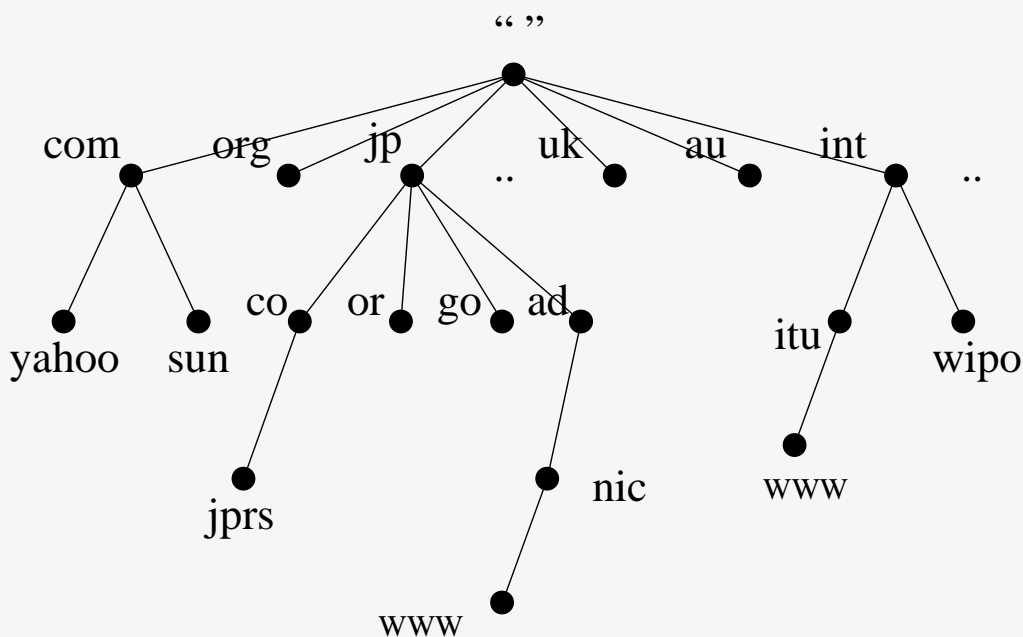 “ ”
com org jp .. uk au int ..
co or go ad
yahoo sun itu wipo
jprs nic www
www